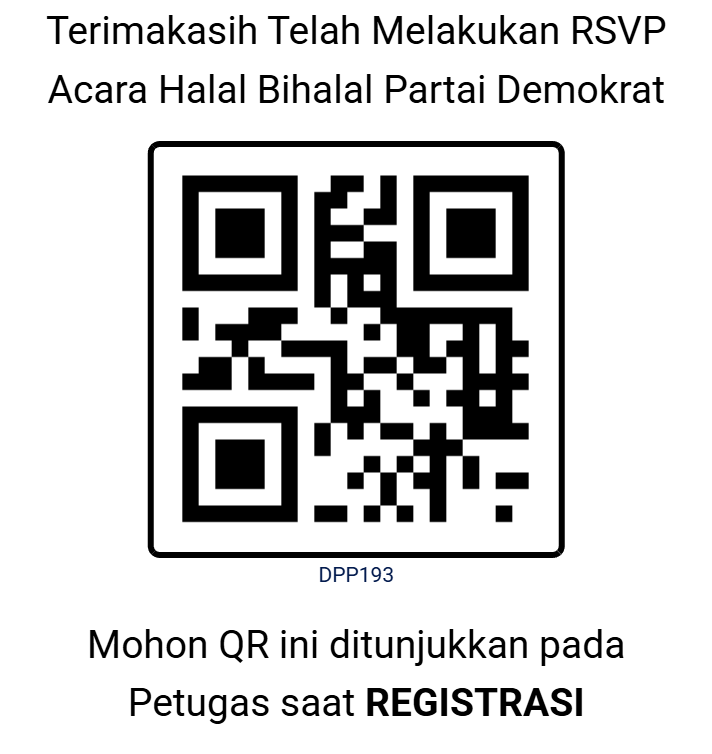 Terimakasih Telah Melakukan RSVP
Acara Halal Bihalal Partai Demokrat
DPP193
Mohon QR ini ditunjukkan pada
Petugas saat REGISTRASI